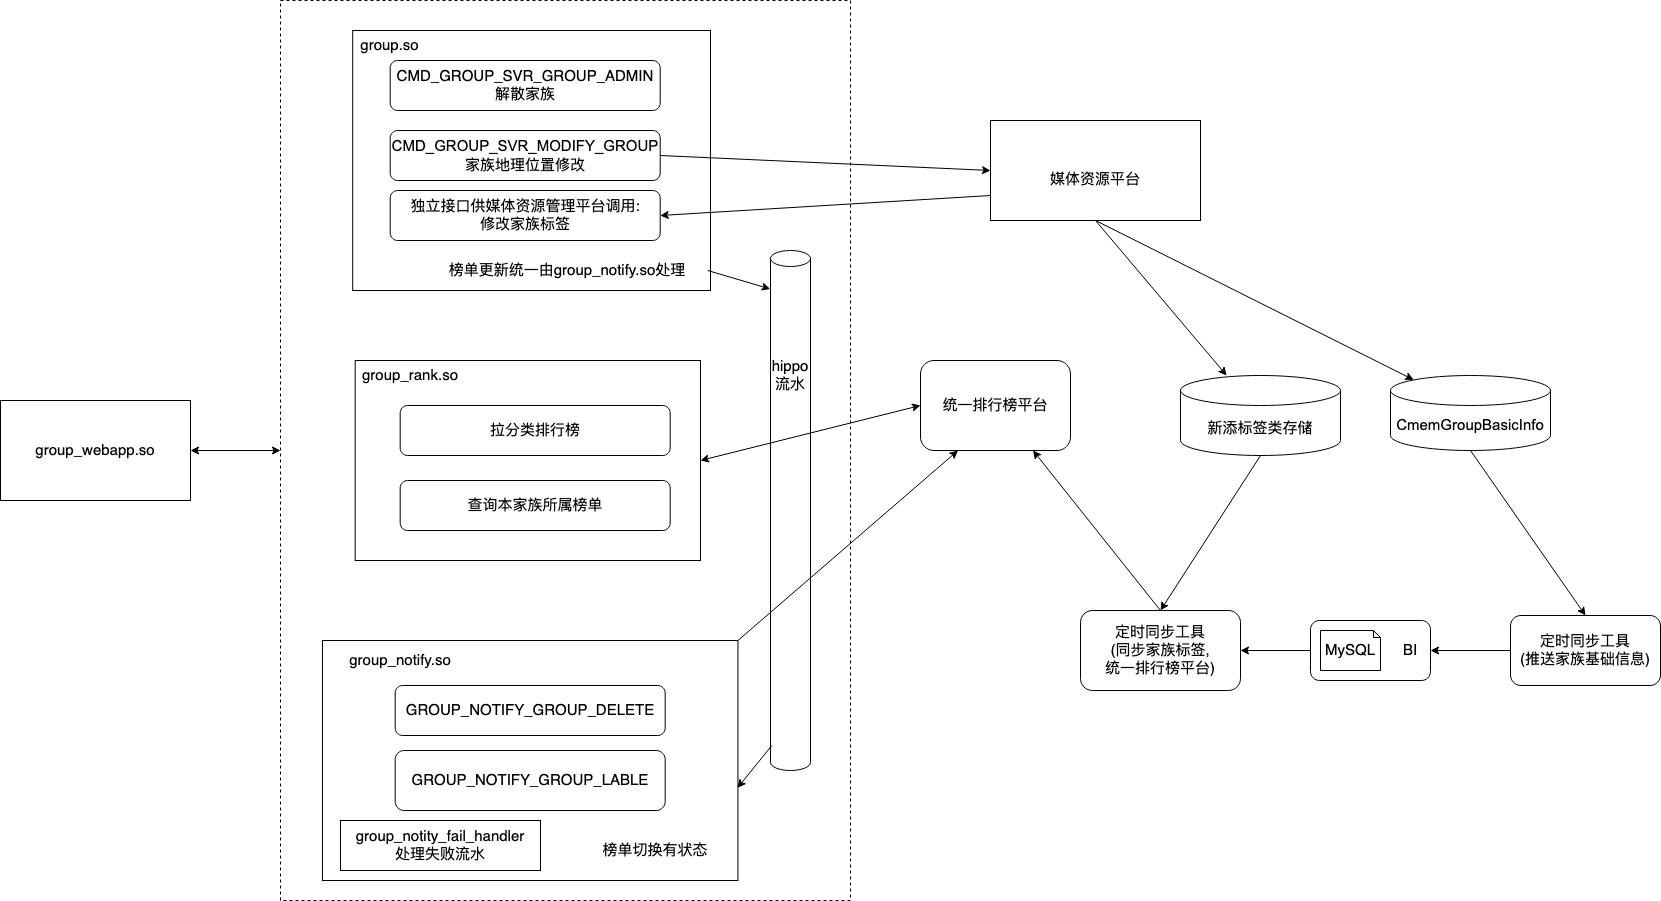 group.so
CMD_GROUP_SVR_GROUP_ADMIN
解散家族
CMD_GROUP_SVR_MODIFY_GROUP
家族地理位置修改
独立接口供媒体资源管理平台调用:
修改家族标签
榜单更新统一由group_notify.so处理
媒体资源平台
hippo
流水
group_rank.so
拉分类排行榜
查询本家族所属榜单
group_webapp.so
统一排行榜平台
新添标签类存储
CmemGroupBasicInfo
group_notify.so
GROUP_NOTIFY_GROUP_DELETE
GROUP_NOTIFY_GROUP_LABLE
group_notity_fail_handler
处理失败流水
榜单切换有状态
定时同步工具
(同步家族标签,
统一排行榜平台)
MySQL
BI
定时同步工具
(推送家族基础信息)